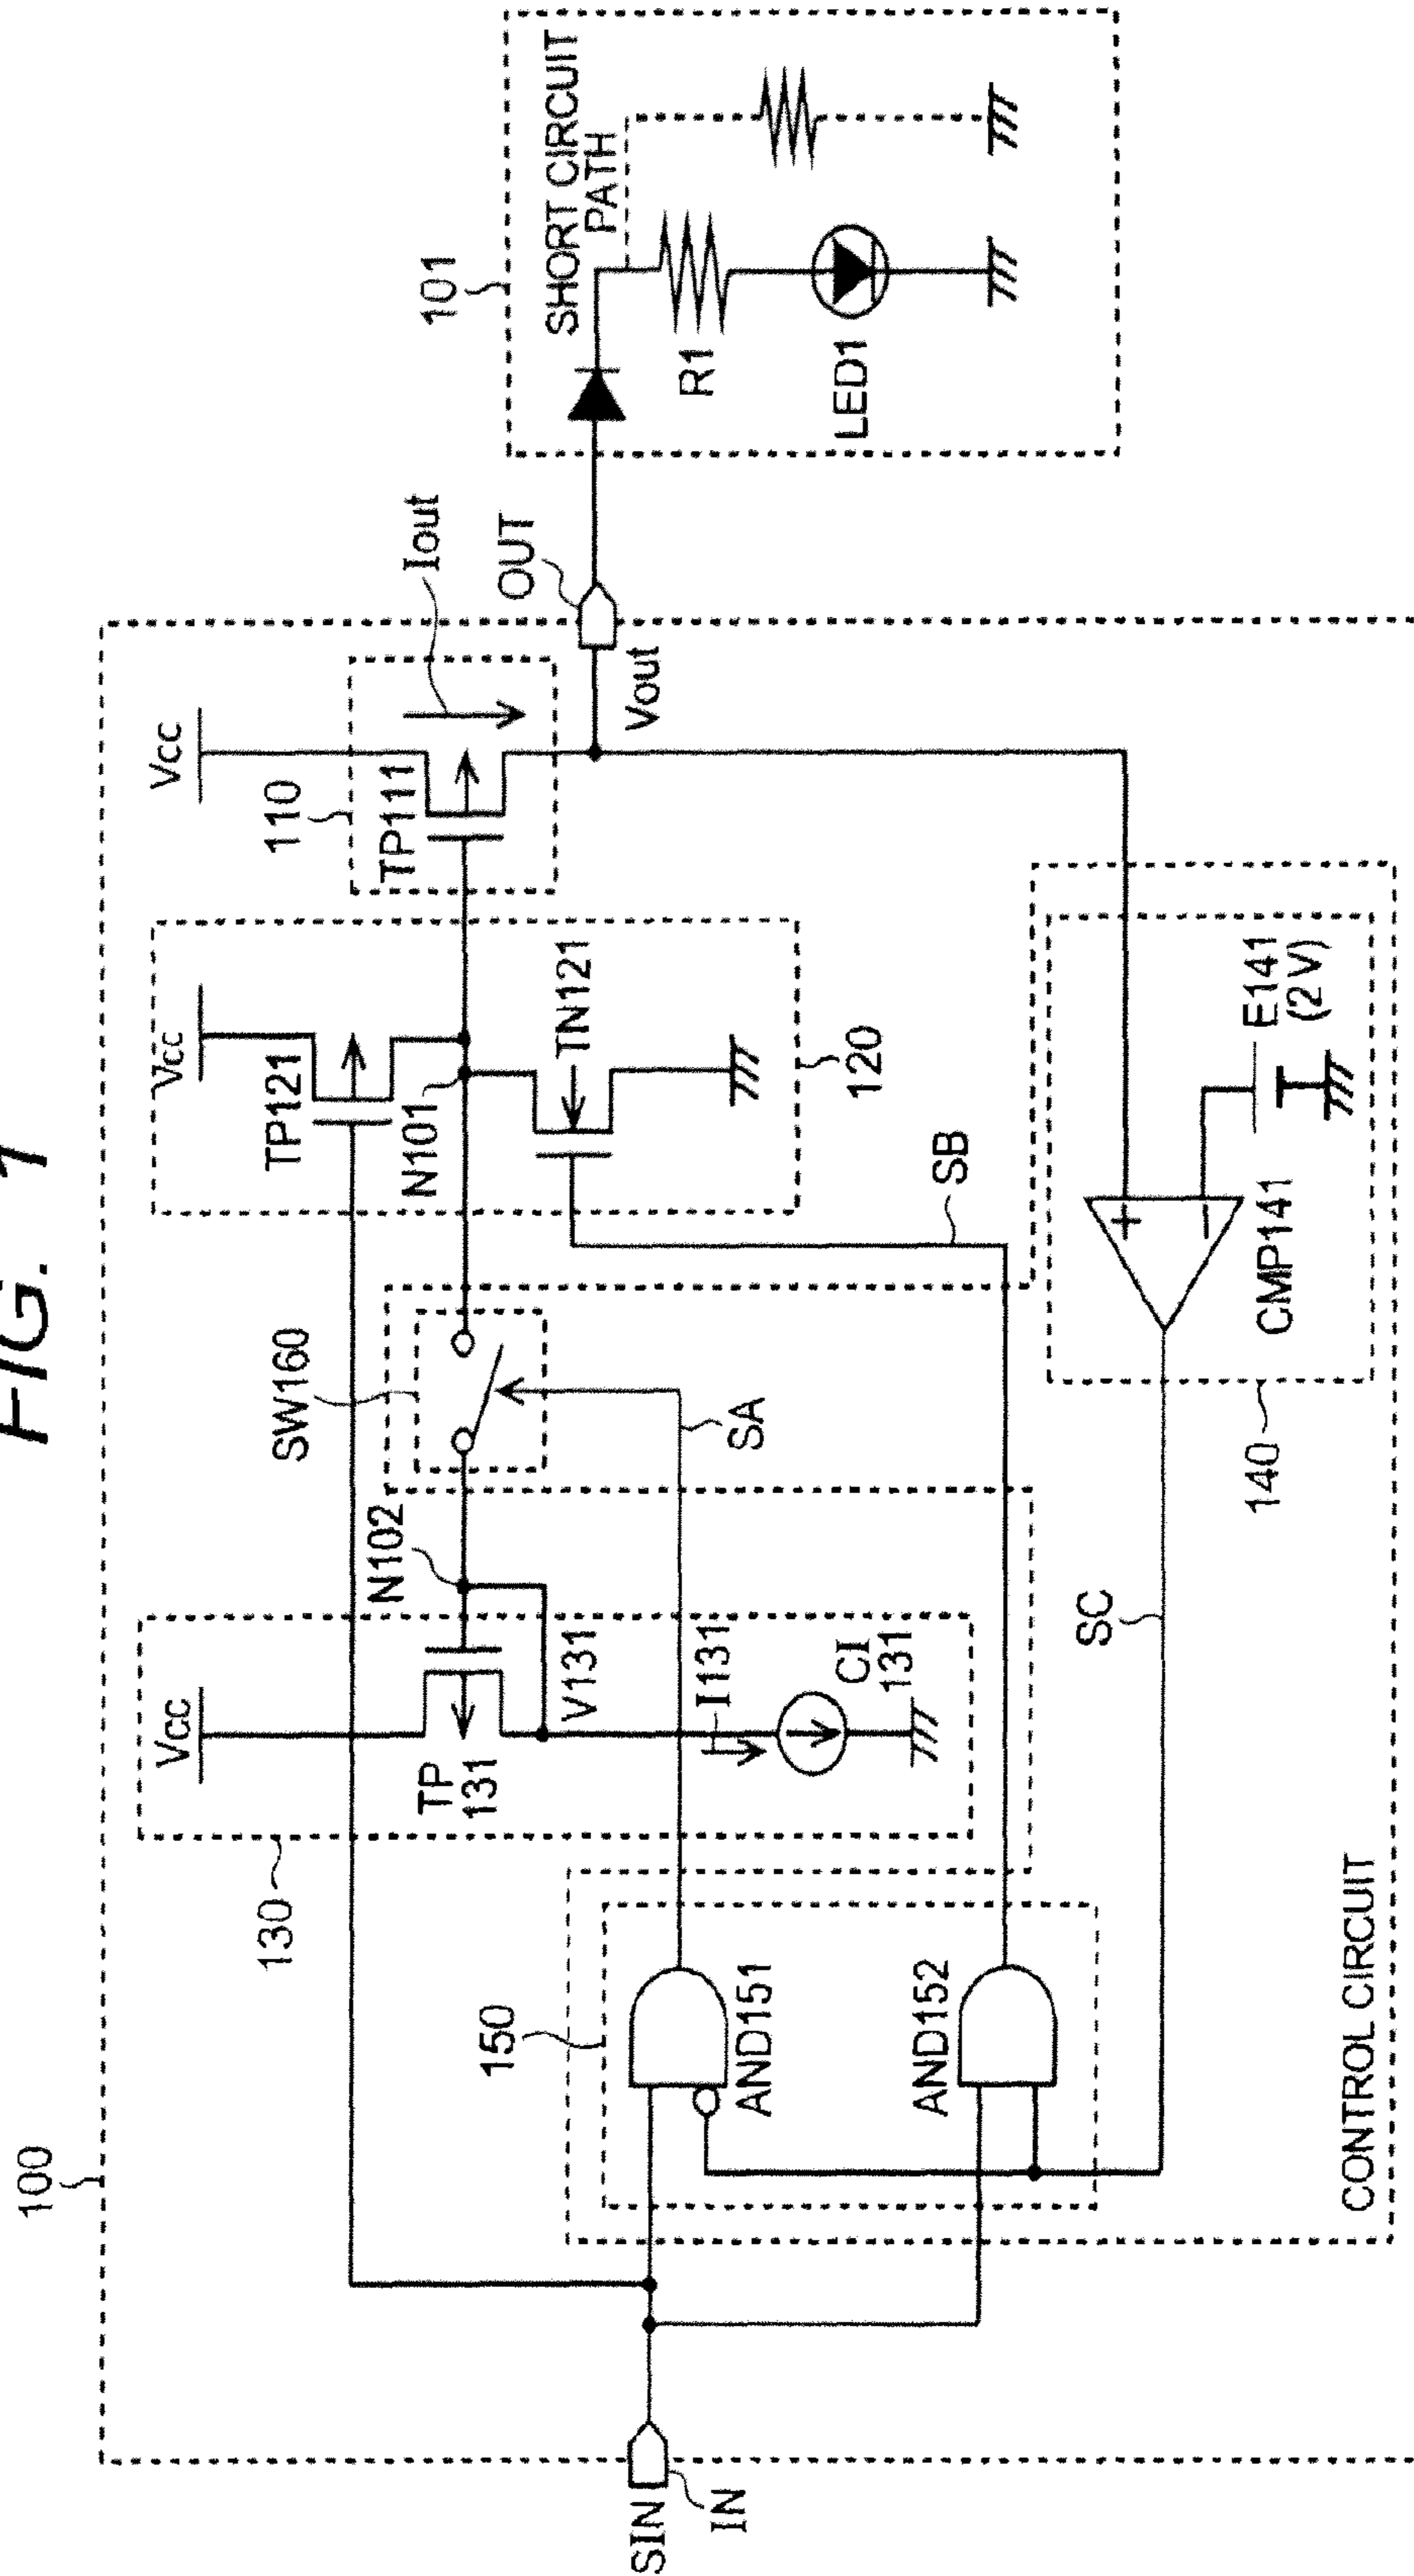 FIG. 1
100
SIN
IN
130
Vcc
TP
131
N102
V131
I131
CI
131
150
AND151
AND152
SW160
SA
SB
SC
Vcc
TP121
N101
TN121
120
Vcc
110
TP111
Iout
OUT
Vout
140
CMP141
+
−
E141
(2 V)
CONTROL CIRCUIT
101
SHORT CIRCUIT
PATH
R1
LED1